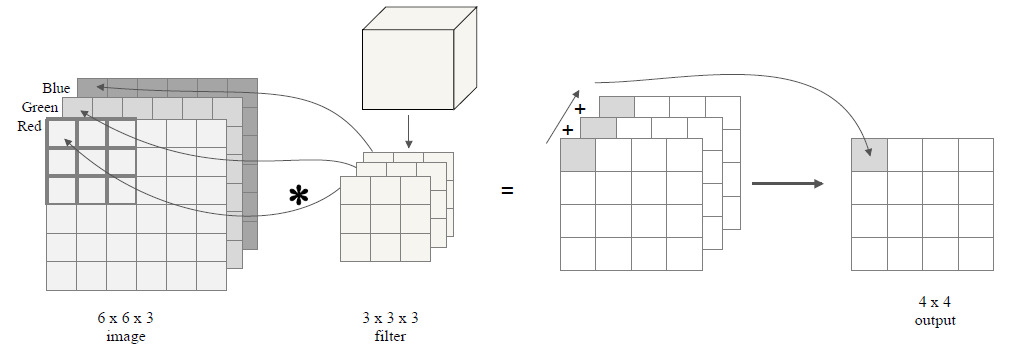 Blue
Green
Red
*
=
+
+
6 x 6 x 3
image
3 x 3 x 3
filter
4 x 4
output